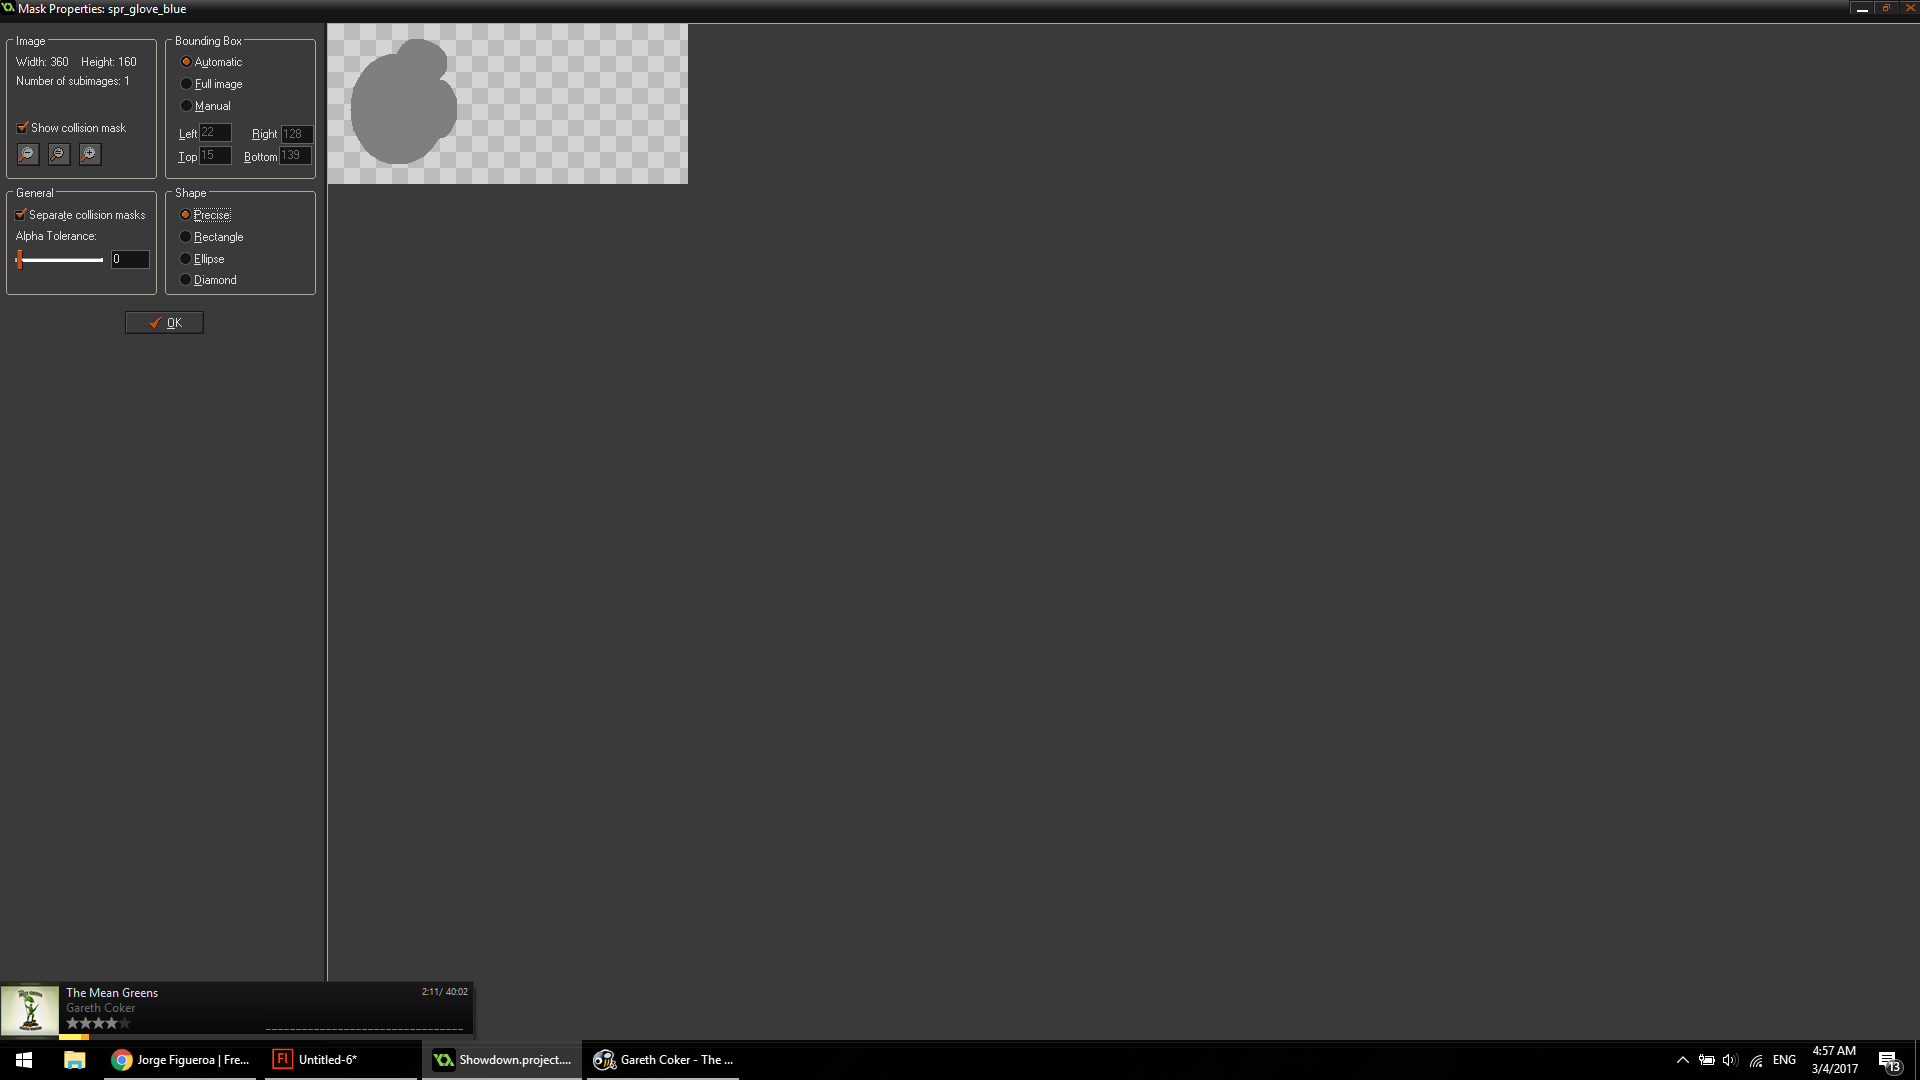 Mask Properties: spr_glove_blue
Image
Width: 360 Height: 160
Number of subimages: 1
Show collision mask
Bounding Box
Automatic
Full image
Manual
Left 22 Right 128
Top 15 Bottom 139
General
Separate collision masks
Alpha Tolerance:
0
Shape
Precise
Rectangle
Ellipse
Diamond
OK
The Mean Greens
2:11/ 40:02
Gareth Coker
Jorge Figueroa | Fre...
Fl
Untitled-6*
Showdown.project....
Gareth Coker - The ...
ENG
4:57 AM
3/4/2017
13